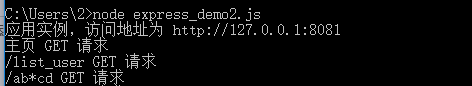 C:\Users\2>node express_demo2.js
应用实例，访问地址为 http://127.0.0.1:8081
主页 GET 请求
/list_user GET 请求
/ab*cd GET 请求